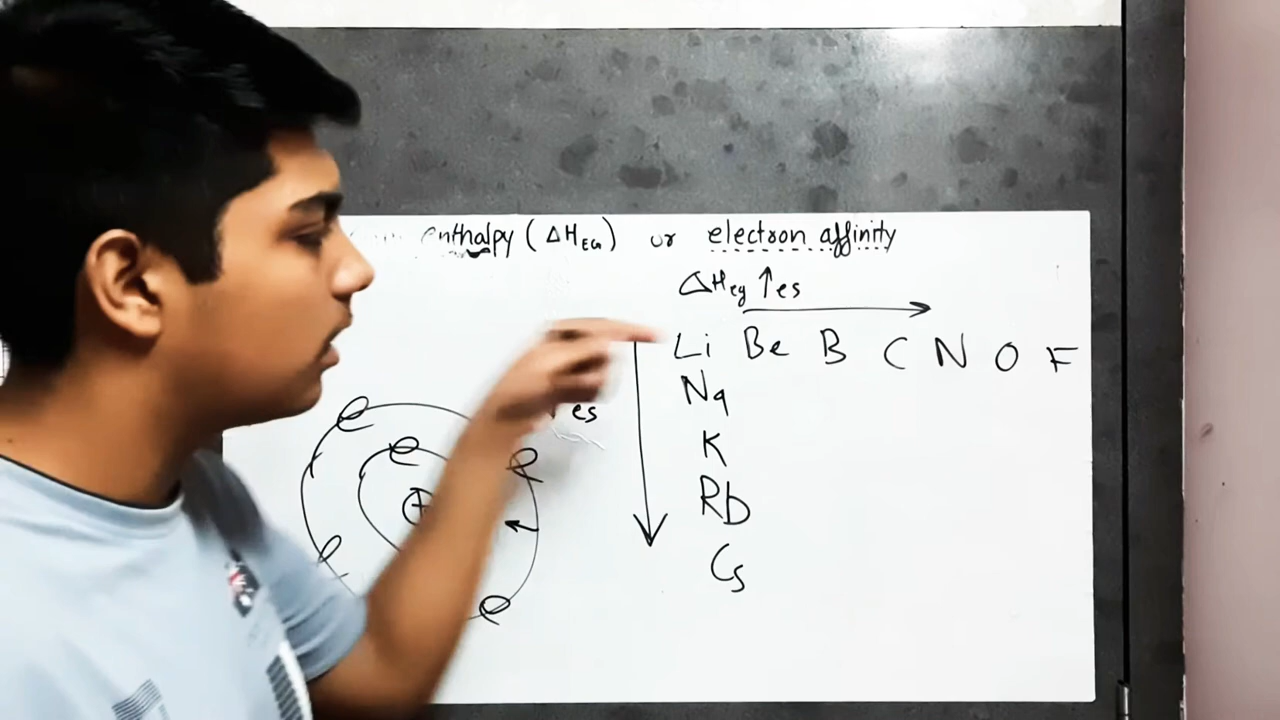 enthalpy (ΔH_EG) or electron affinity
ΔHeg ↑es
Li Be B C N O F
es
Na
K
Rb
Cs
e
e
e
e
e
+